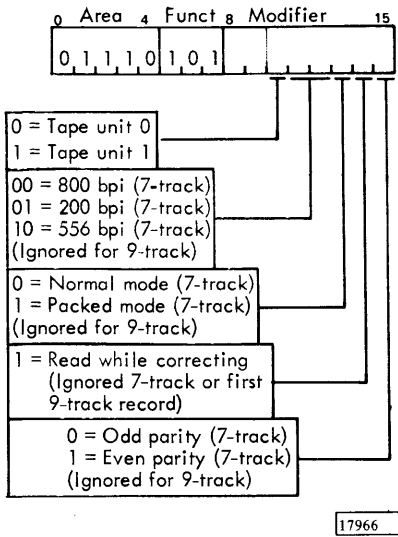 0 Area 4 Funct 8 Modifier 15
0 1 1 1 0 1 0 1
0 = Tape unit 0
1 = Tape unit 1
00 = 800 bpi (7-track)
01 = 200 bpi (7-track)
10 = 556 bpi (7-track)
(Ignored for 9-track)
0 = Normal mode (7-track)
1 = Packed mode (7-track)
(Ignored for 9-track)
1 = Read while correcting
(Ignored 7-track or first
9-track record)
0 = Odd parity (7-track)
1 = Even parity (7-track)
(Ignored for 9-track)
17966